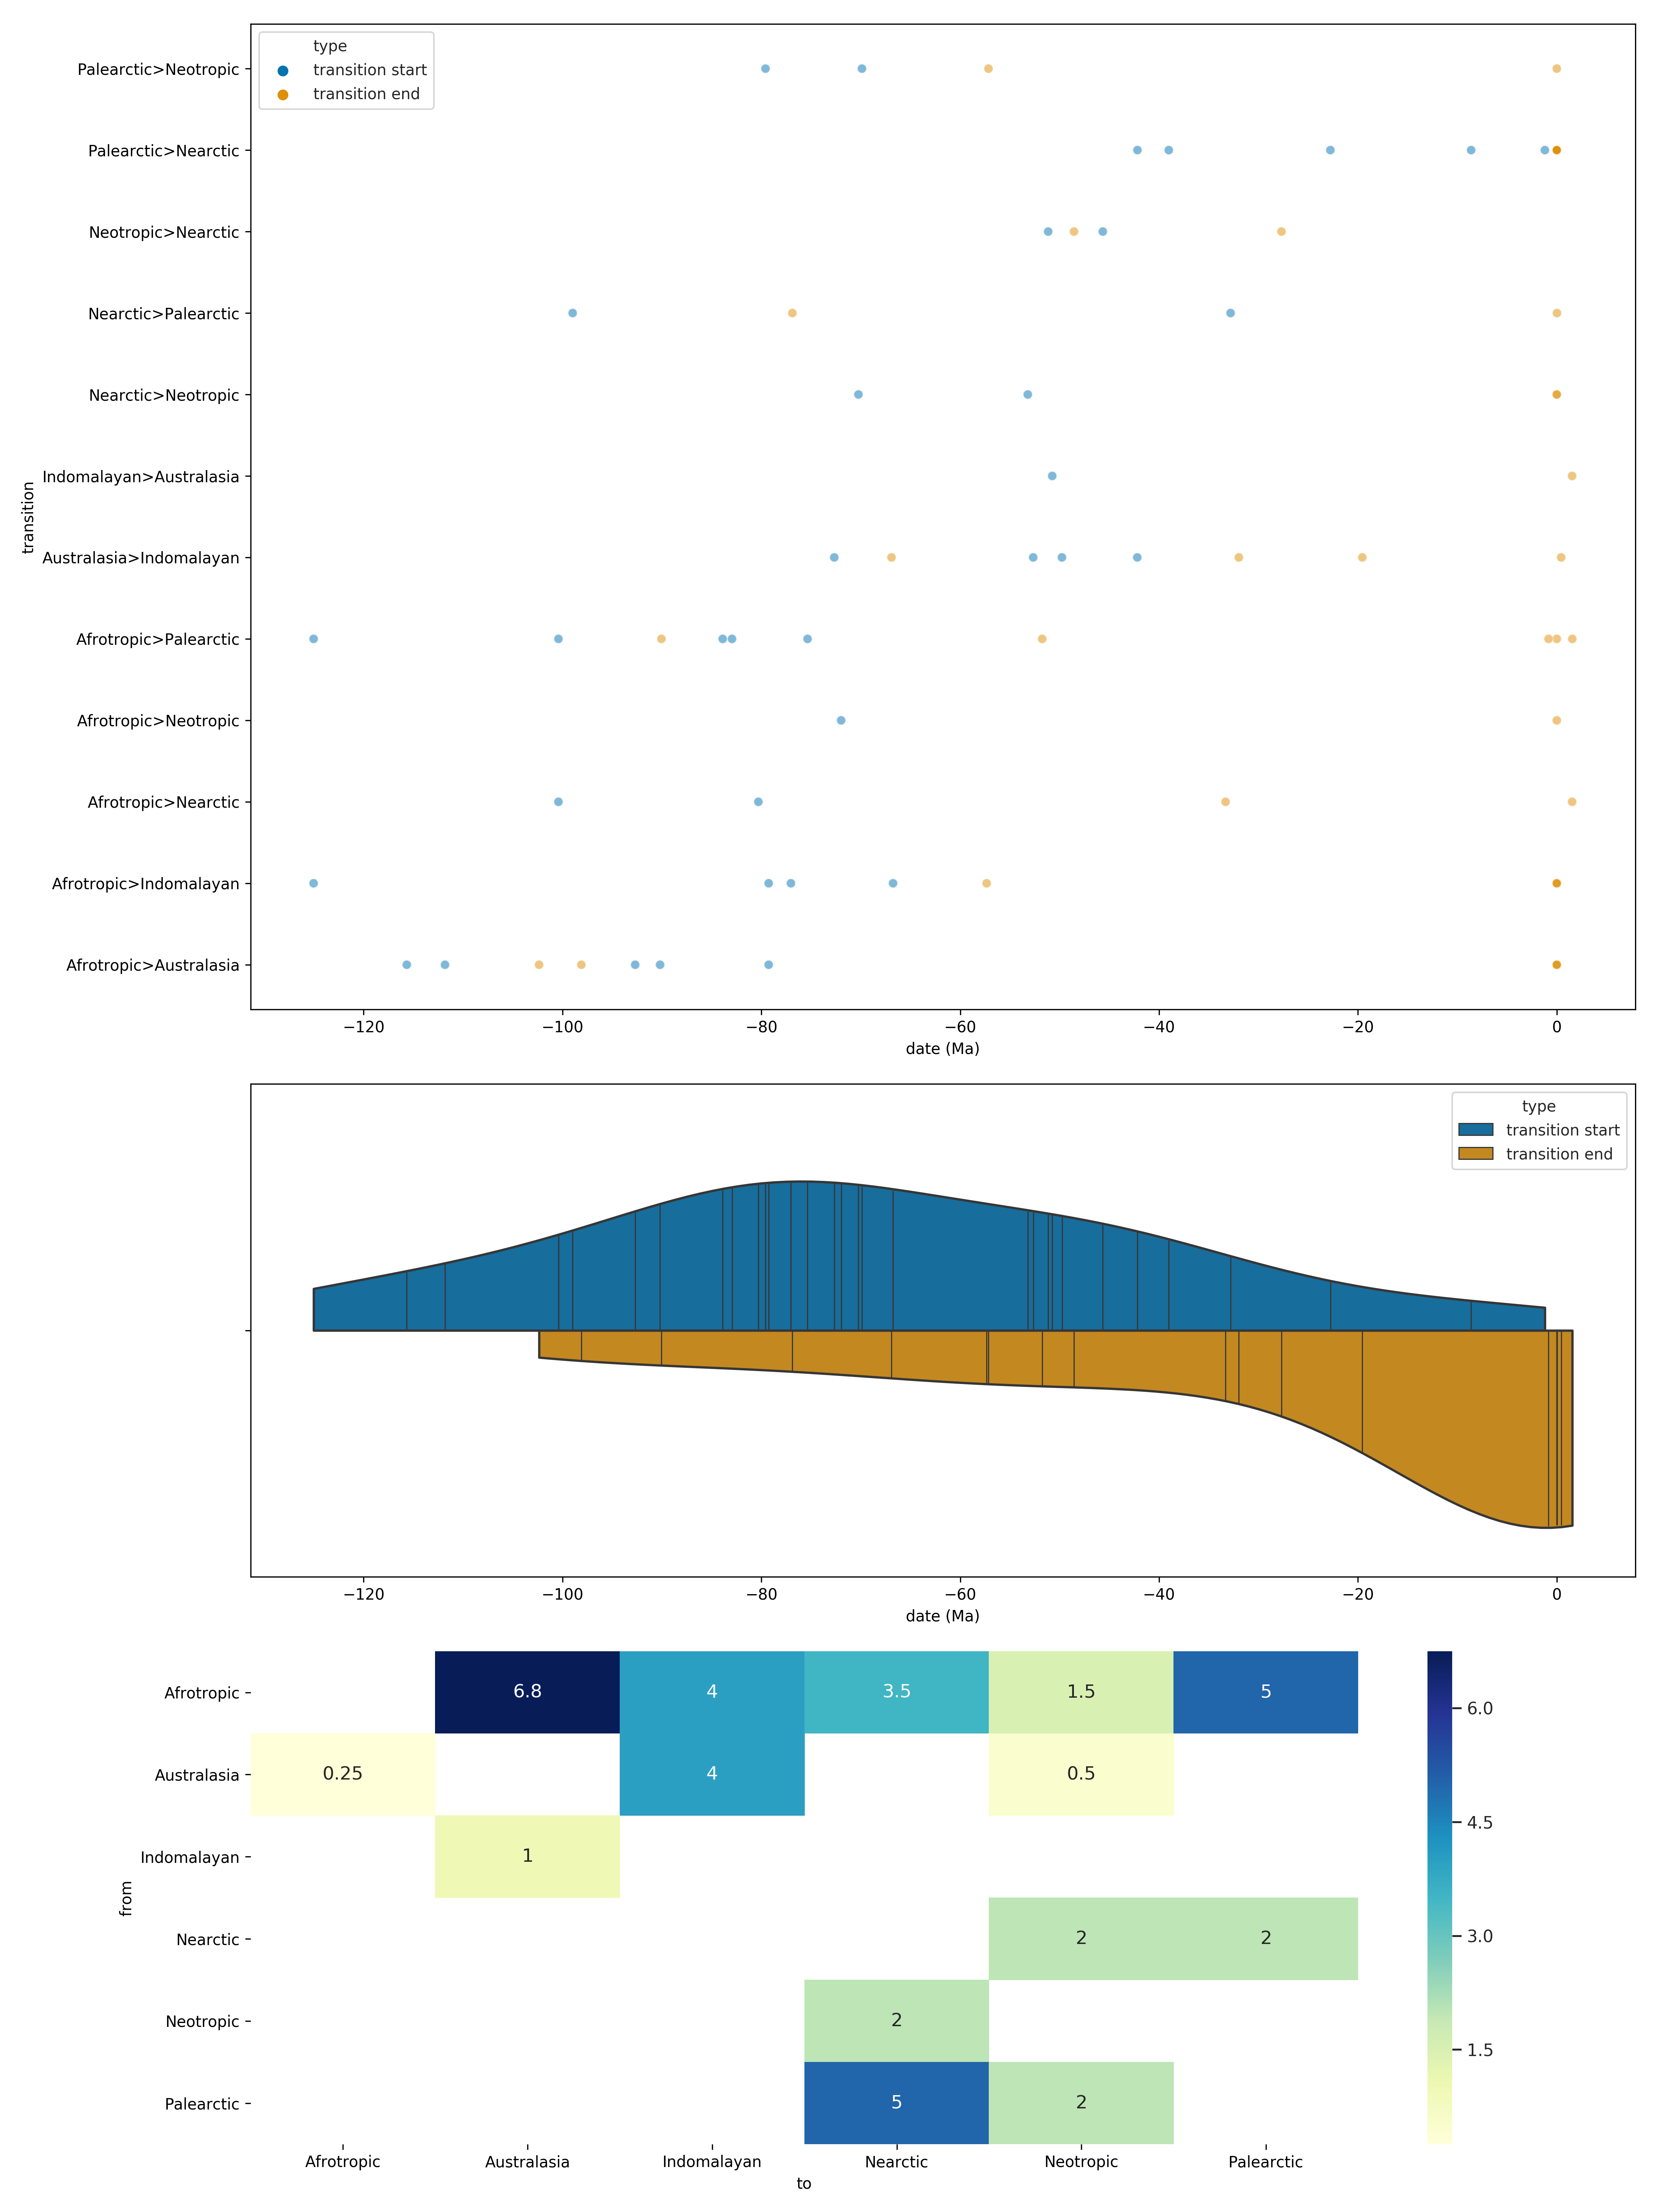 type
transition start
transition end
Palearctic>Neotropic
Palearctic>Nearctic
Neotropic>Nearctic
Nearctic>Palearctic
Nearctic>Neotropic
Indomalayan>Australasia
Australasia>Indomalayan
Afrotropic>Palearctic
Afrotropic>Neotropic
Afrotropic>Nearctic
Afrotropic>Indomalayan
Afrotropic>Australasia
transition
−120 −100 −80 −60 −40 −20 0
date (Ma)
type
transition start
transition end
−120 −100 −80 −60 −40 −20 0
date (Ma)
Afrotropic 6.8 4 3.5 1.5 5
Australasia 0.25 4 0.5
Indomalayan 1
Nearctic 2 2
Neotropic 2
Palearctic 5 2
from
Afrotropic Australasia Indomalayan Nearctic Neotropic Palearctic
to
6.0
4.5
3.0
1.5